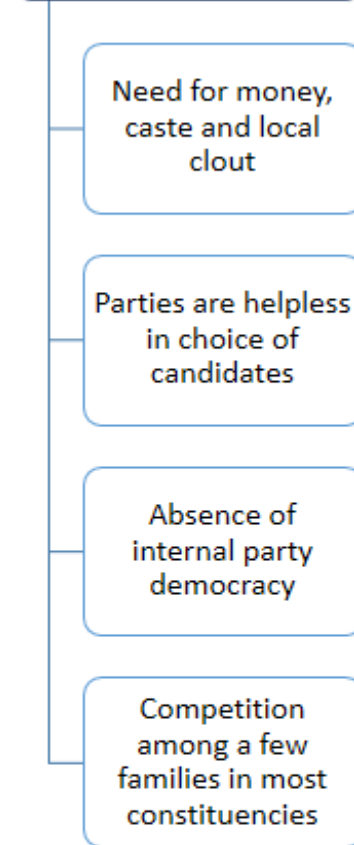 Need for money,
caste and local
clout
Parties are helpless
in choice of
candidates
Absence of
internal party
democracy
Competition
among a few
families in most
constituencies